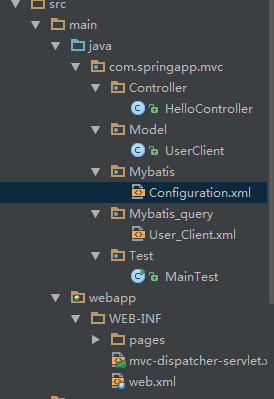 src
main
java
com.springapp.mvc
Controller
HelloController
Model
UserClient
Mybatis
Configuration.xml
Mybatis_query
User_Client.xml
Test
MainTest
webapp
WEB-INF
pages
mvc-dispatcher-servlet.x
web.xml